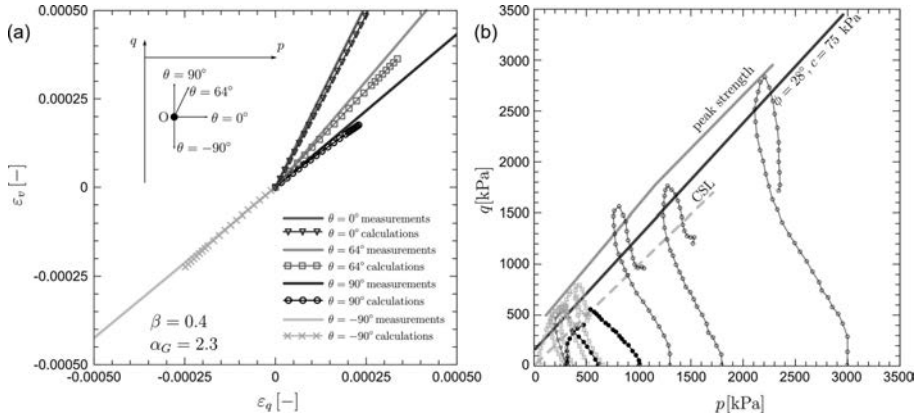 (a)
0.00050
0.00025
0
-0.00025
-0.00050
ε_v [−]
-0.00050
-0.00025
0
0.00025
0.00050
ε_q [−]
q
p
θ = 90°
θ = 64°
O
θ = 0°
θ = −90°
θ = 0° measurements
θ = 0° calculations
θ = 64° measurements
θ = 64° calculations
θ = 90° measurements
θ = 90° calculations
θ = −90° measurements
θ = −90° calculations
β = 0.4
α_G = 2.3
(b)
3500
3000
2500
2000
1500
1000
500
0
q [kPa]
0
500
1000
1500
2000
2500
3000
3500
p [kPa]
peak strength
ϕ = 28°, c = 75 kPa
CSL